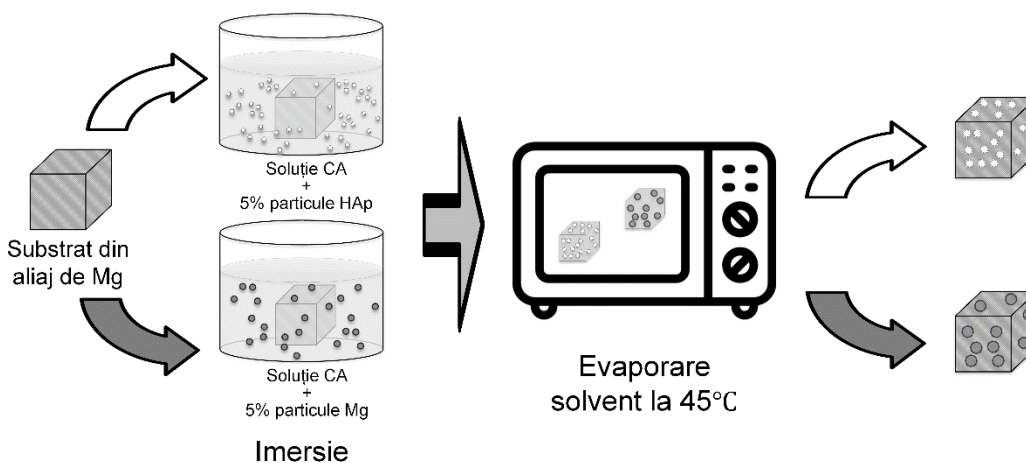 Substrat din
aliaj de Mg
Soluție CA
+
5% particule HAp
Soluție CA
+
5% particule Mg
Imersie
Evaporare
solvent la 45°C